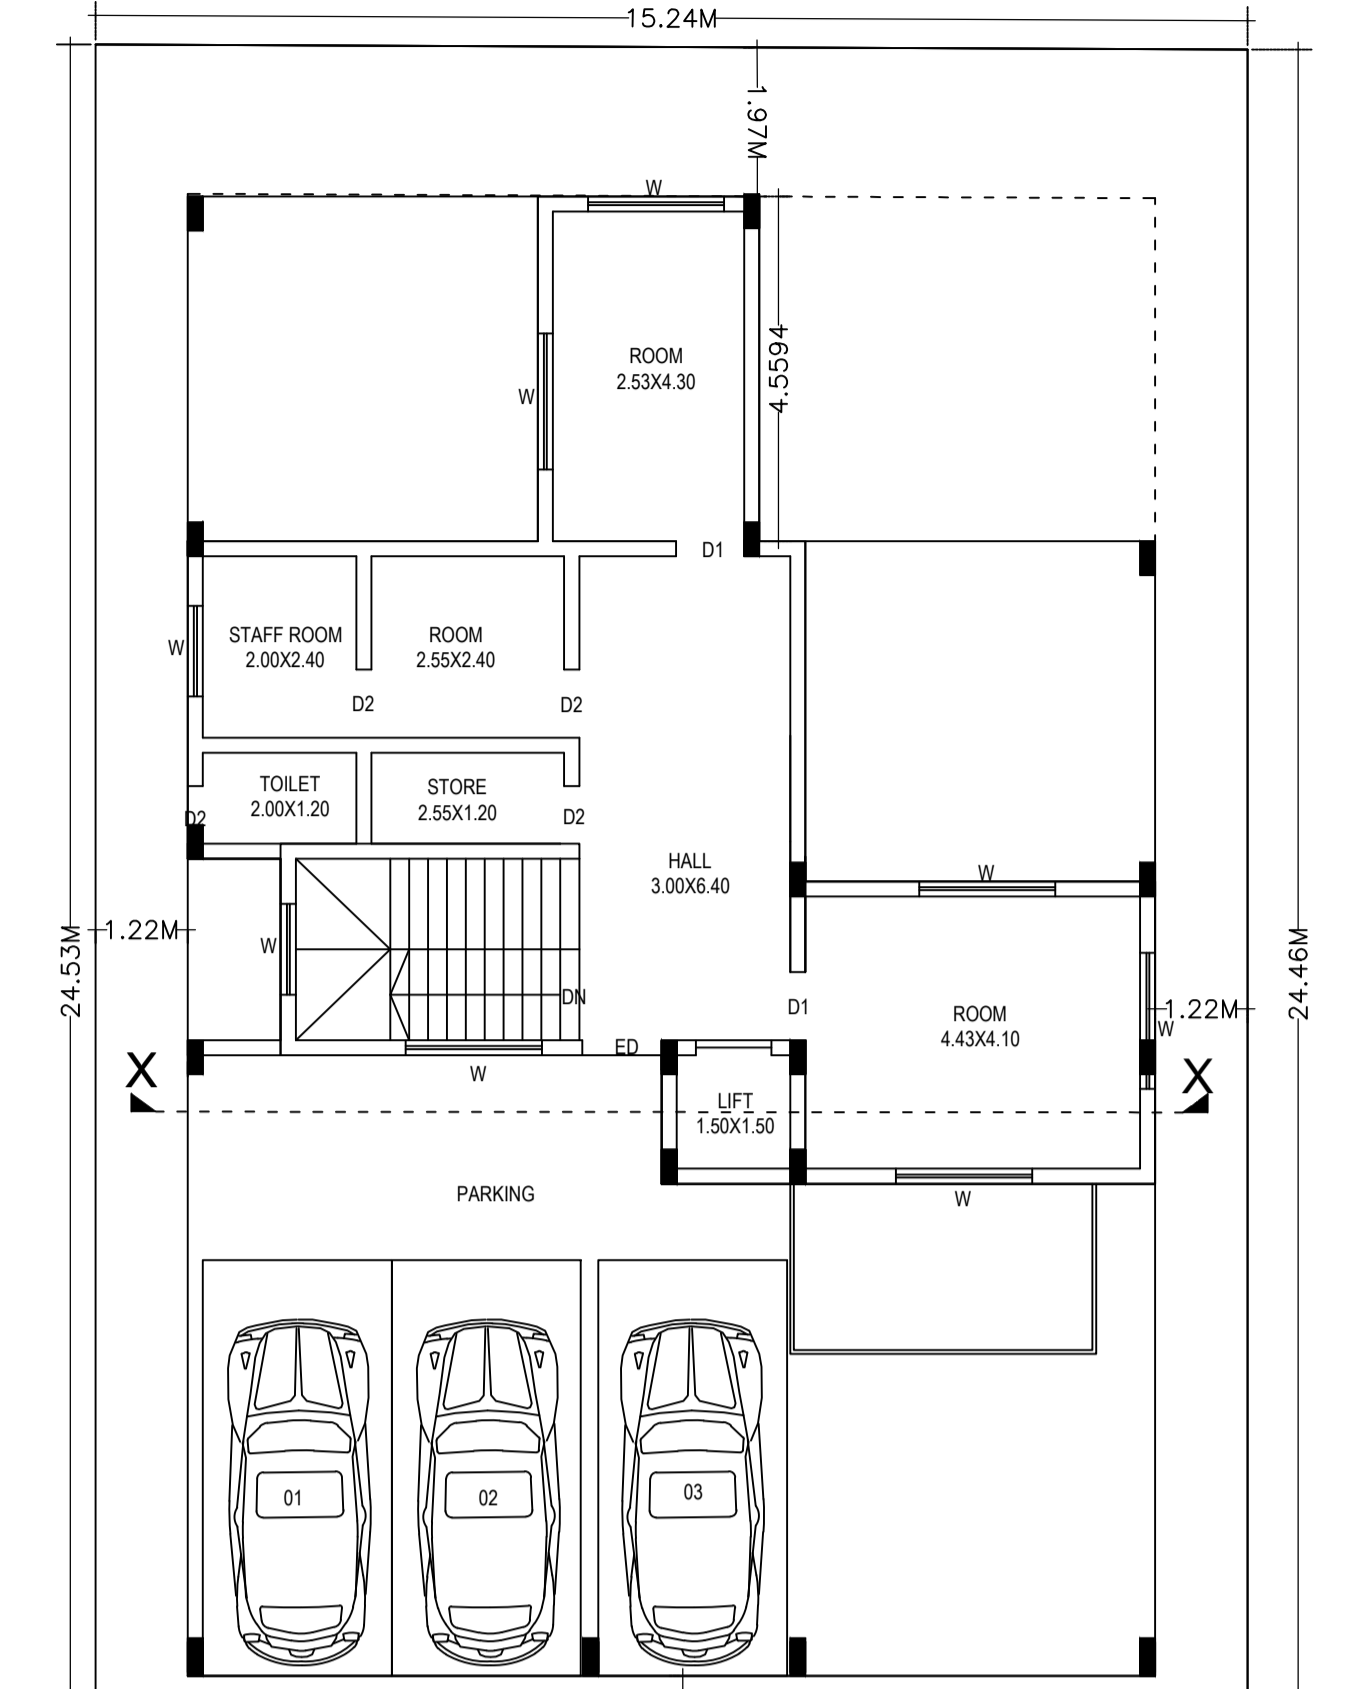 15.24M
1.97M
W
ROOM
2.53X4.30
4.5594
W
D1
STAFF ROOM
2.00X2.40
ROOM
2.55X2.40
W
D2
D2
TOILET
2.00X1.20
STORE
2.55X1.20
D2
D2
HALL
3.00X6.40
W
1.22M
W
24.53M
24.46M
DN
D1
ROOM
4.43X4.10
1.22M
W
ED
X
W
X
LIFT
1.50X1.50
PARKING
W
01
02
03